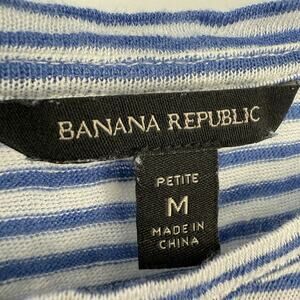 BANANA REPUBLIC
PETITE
M
MADE IN
CHINA